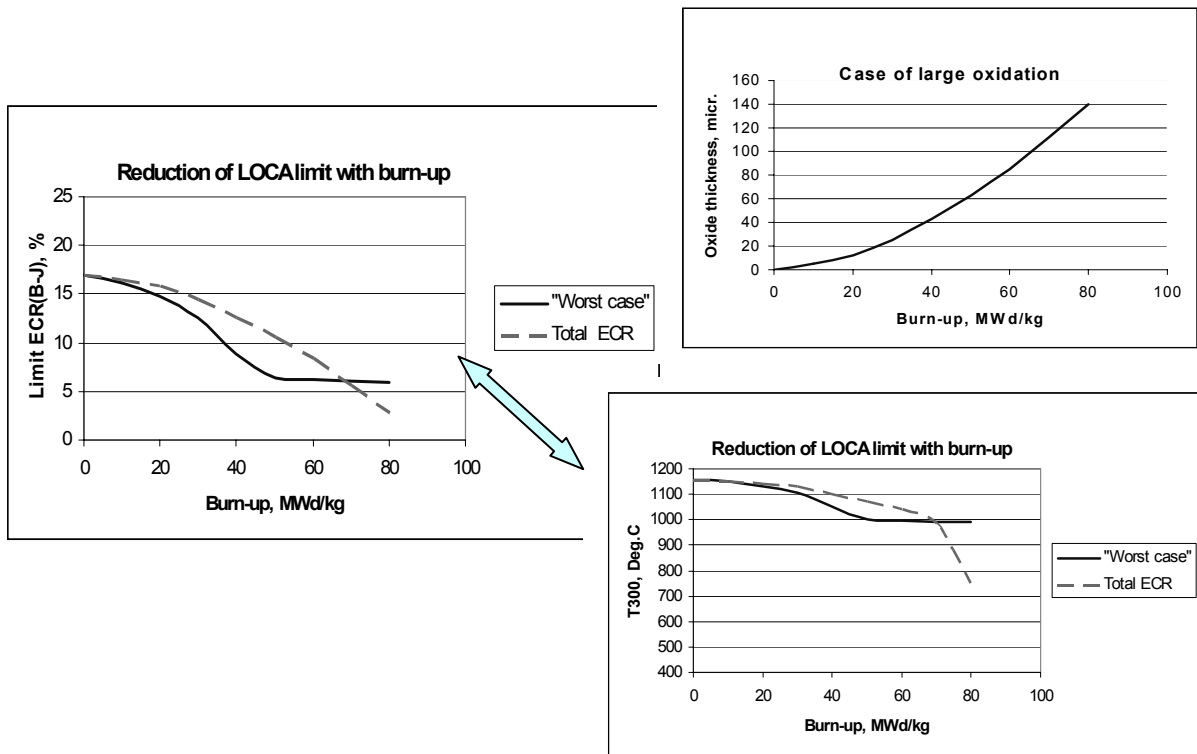 Reduction of LOCAlimit with burn-up
Limit ECR(B-J), %
25
20
15
10
5
0
0 20 40 60 80 100
Burn-up, MWd/kg
"Worst case"
Total ECR
Case of large oxidation
Oxide thickness, micr.
160
140
120
100
80
60
40
20
0
0 20 40 60 80 100
Burn-up, MWd/kg
Reduction of LOCAlimit with burn-up
T300, Deg.C
1200
1100
1000
900
800
700
600
500
400
0 20 40 60 80 100
Burn-up, MWd/kg
"Worst case"
Total ECR